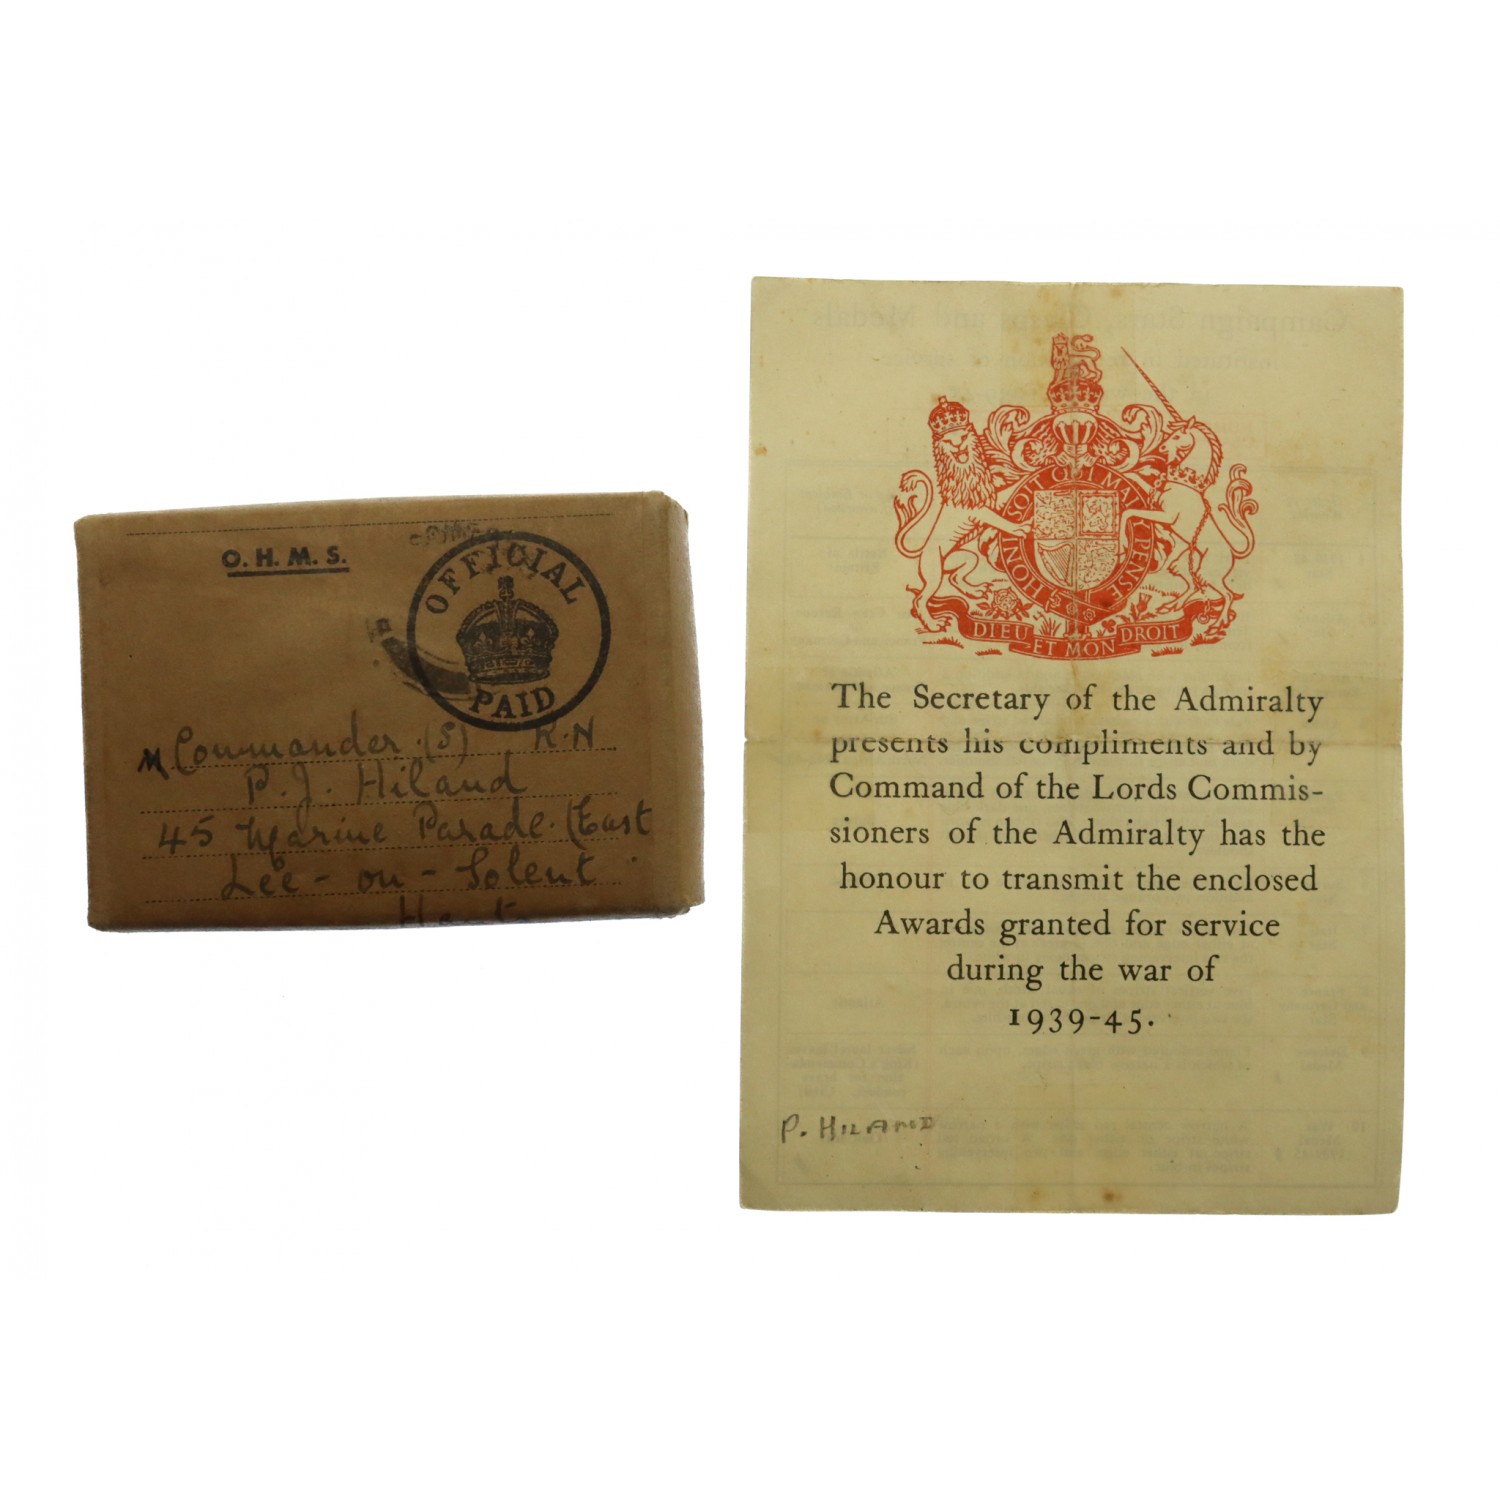 O. H. M. S.
OFFICIAL
PAID
M Commander (S) R.N
P. J. Hiland
45 Marine Parade. (East
Lee - on - Solent
Hants
HONI SOIT QUI MAL Y PENSE
DIEU ET MON DROIT
The Secretary of the Admiralty
presents his compliments and by
Command of the Lords Commis-
sioners of the Admiralty has the
honour to transmit the enclosed
Awards granted for service
during the war of
1939-45.
P. HILAND